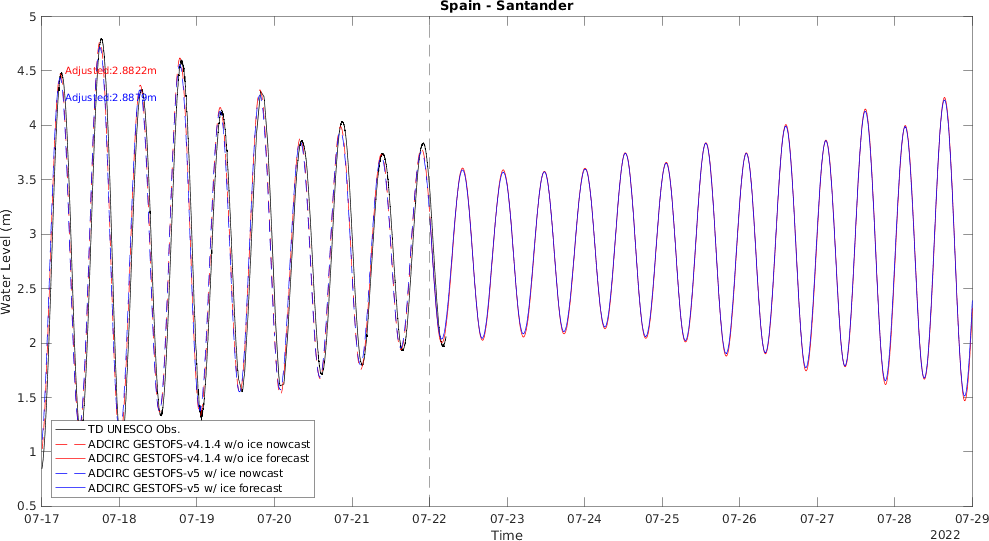 Spain - Santander
5
4.5
4
3.5
3
2.5
2
1.5
1
0.5
Water Level (m)
Adjusted:2.8822m
Adjusted:2.8879m
TD UNESCO Obs.
ADCIRC GESTOFS-v4.1.4 w/o ice nowcast
ADCIRC GESTOFS-v4.1.4 w/o ice forecast
ADCIRC GESTOFS-v5 w/ ice nowcast
ADCIRC GESTOFS-v5 w/ ice forecast
07-17 07-18 07-19 07-20 07-21 07-22 07-23 07-24 07-25 07-26 07-27 07-28 07-29
Time
2022